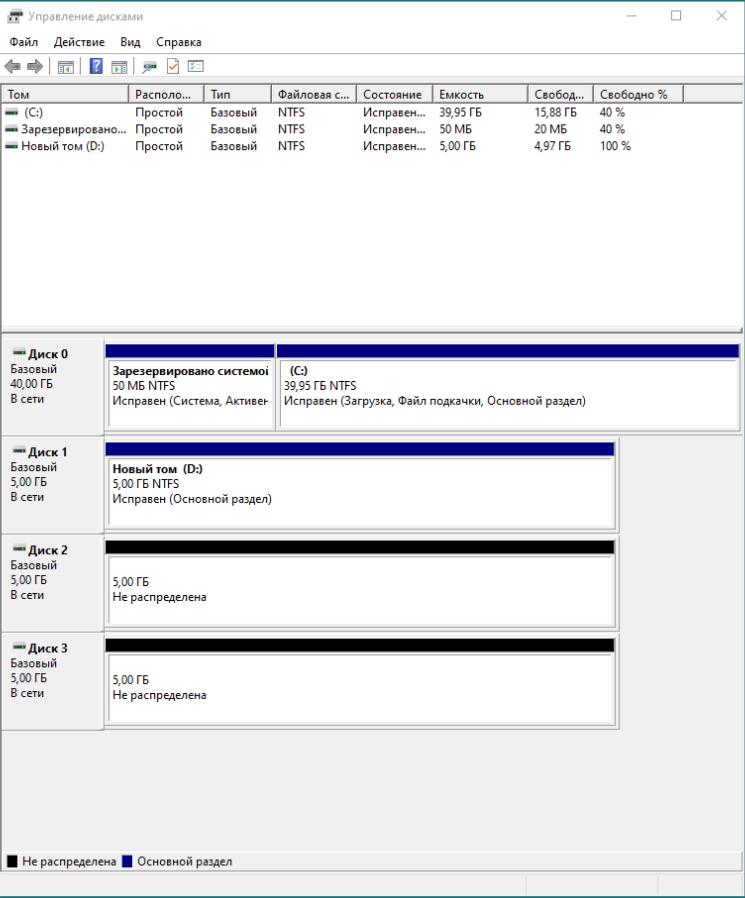 Управление дисками
Файл Действие Вид Справка
Том Располо... Тип Файловая с... Состояние Емкость Свобод... Свободно %
(C:) Простой Базовый NTFS Исправен... 39,95 ГБ 15,88 ГБ 40 %
Зарезервировано... Простой Базовый NTFS Исправен... 50 МБ 20 МБ 40 %
Новый том (D:) Простой Базовый NTFS Исправен... 5,00 ГБ 4,97 ГБ 100 %
Диск 0
Базовый
40,00 ГБ
В сети
Зарезервировано системой
50 МБ NTFS
Исправен (Система, Активен
(C:)
39,95 ГБ NTFS
Исправен (Загрузка, Файл подкачки, Основной раздел)
Диск 1
Базовый
5,00 ГБ
В сети
Новый том (D:)
5,00 ГБ NTFS
Исправен (Основной раздел)
Диск 2
Базовый
5,00 ГБ
В сети
5,00 ГБ
Не распределена
Диск 3
Базовый
5,00 ГБ
В сети
5,00 ГБ
Не распределена
Не распределена Основной раздел